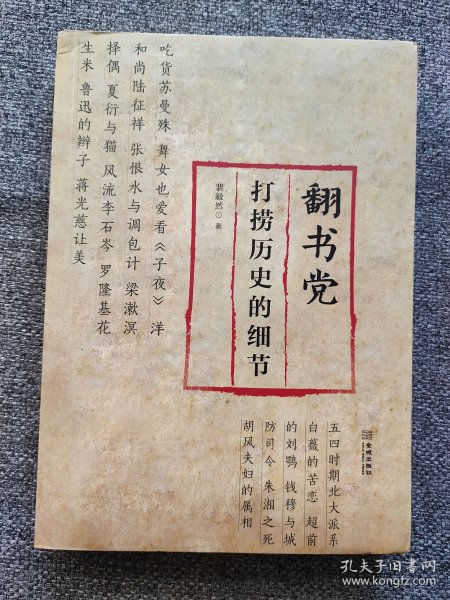 翻书党
打捞历史的细节
裴毅然⊙著
吃货苏曼殊 舞女也爱看《子夜》 洋
和尚陆征祥 张恨水与调包计 梁漱溟
择偶 夏衍与猫 风流李石岑 罗隆基花
生米 鲁迅的辫子 蒋光慈让美
五四时期北大派系
白薇的苦恋 超前
的刘鹗 钱穆与城
防司令 朱湘之死
胡风夫妇的属相
金城出版社
孔夫子旧书网
www.kongfz.com